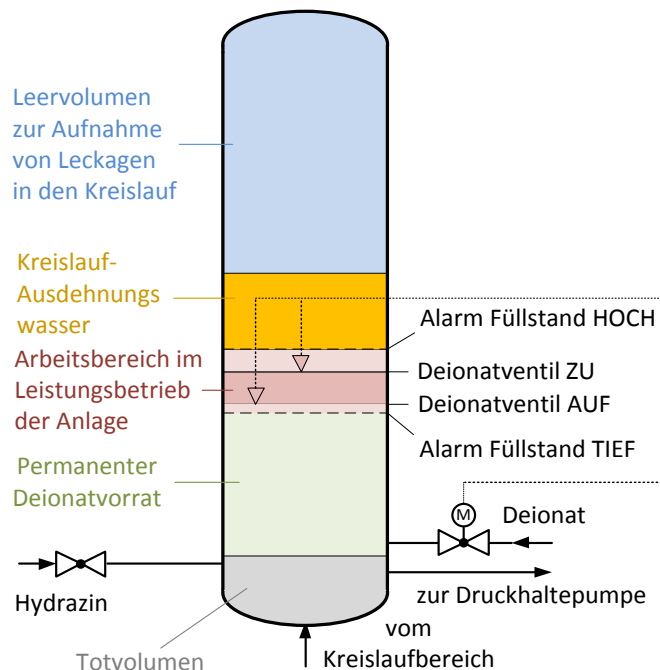 Leervolumen
zur Aufnahme
von Leckagen
in den Kreislauf
Kreislauf-
Ausdehnungs
wasser
Arbeitsbereich im
Leistungsbetrieb
der Anlage
Permanenter
Deionatvorrat
Hydrazin
Totvolumen
Alarm Füllstand HOCH
Deionatventil ZU
Deionatventil AUF
Alarm Füllstand TIEF
M
Deionat
zur Druckhaltepumpe
vom
Kreislaufbereich